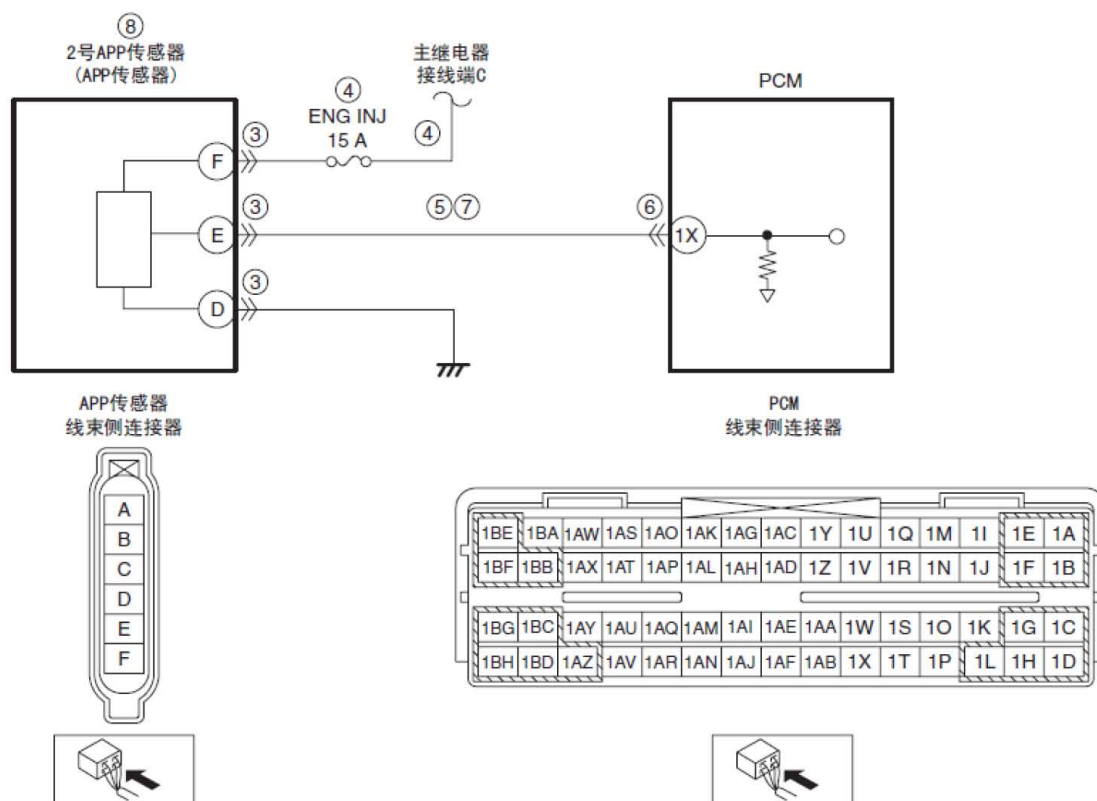 ⑧
2号APP传感器
(APP传感器)
主继电器
接线端C
④
ENG INJ
15 A
④
PCM
F
③
E
③
⑤⑦
⑥
1X
D
③
APP传感器
线束侧连接器
PCM
线束侧连接器
A
B
C
D
E
F
1BE 1BA 1AW 1AS 1AO 1AK 1AG 1AC 1Y 1U 1Q 1M 1I 1E 1A
1BF 1BB 1AX 1AT 1AP 1AL 1AH 1AD 1Z 1V 1R 1N 1J 1F 1B
1BG 1BC 1AY 1AU 1AQ 1AM 1AI 1AE 1AA 1W 1S 1O 1K 1G 1C
1BH 1BD 1AZ 1AV 1AR 1AN 1AJ 1AF 1AB 1X 1T 1P 1L 1H 1D